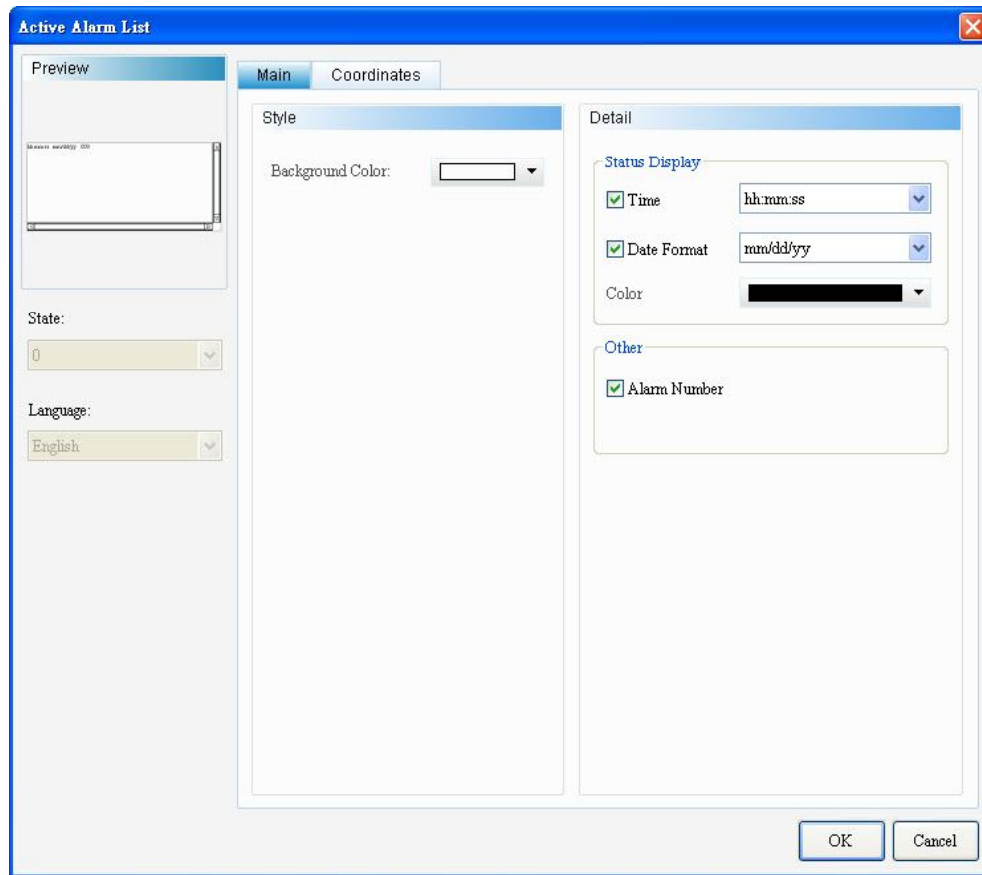 Active Alarm List
Preview
Main
Coordinates
Style
Background Color:
Detail
Status Display
Time
hh:mm:ss
Date Format
mm/dd/yy
Color
Other
Alarm Number
State:
0
Language:
English
OK
Cancel